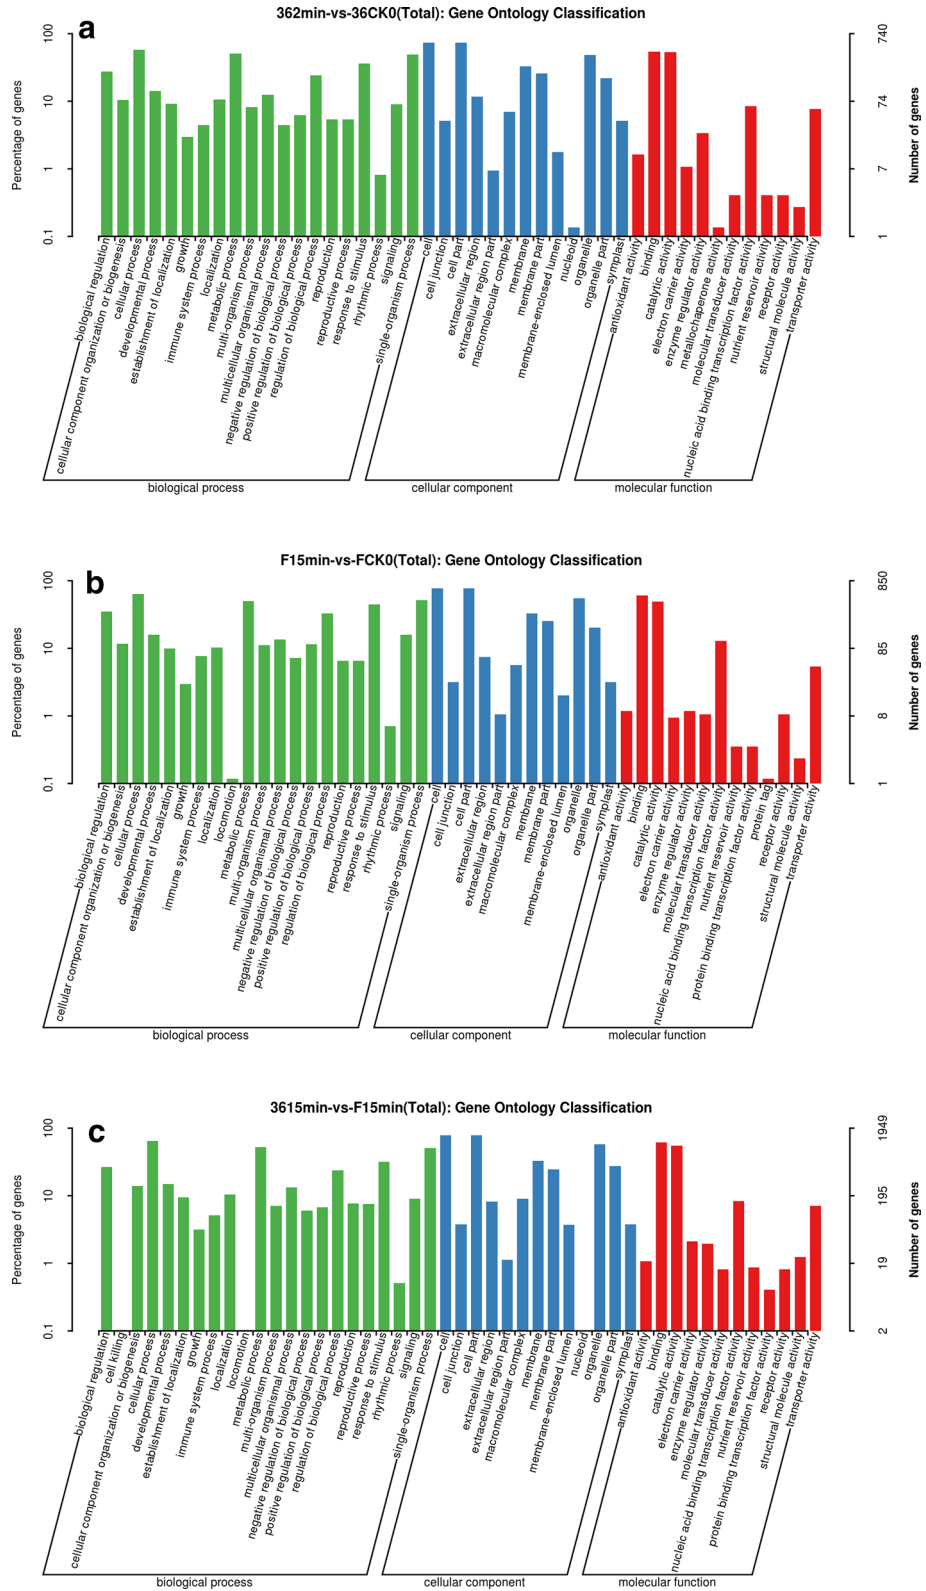 362min-vs-36CK0(Total): Gene Ontology Classification
a
Percentage of genes
100
10
1
0.1
Number of genes
740
74
7
1
biological regulation
cellular component organization or biogenesis
cellular process
developmental process
establishment of localization
growth
immune system process
localization
metabolic process
multi-organism process
multicellular organismal process
negative regulation of biological process
positive regulation of biological process
regulation of biological process
reproduction
reproductive process
response to stimulus
rhythmic process
signaling
single-organism process
cell
cell junction
cell part
extracellular region
extracellular region part
macromolecular complex
membrane
membrane part
membrane-enclosed lumen
nucleoid
organelle
organelle part
symplast
antioxidant activity
binding
catalytic activity
electron carrier activity
enzyme regulator activity
metallochaperone activity
molecular transducer activity
nucleic acid binding transcription factor activity
nutrient reservoir activity
receptor activity
structural molecule activity
transporter activity
biological process
cellular component
molecular function
F15min-vs-FCK0(Total): Gene Ontology Classification
b
Percentage of genes
100
10
1
0.1
Number of genes
850
85
8
1
biological regulation
cellular component organization or biogenesis
cellular process
developmental process
establishment of localization
growth
immune system process
localization
locomotion
metabolic process
multi-organism process
multicellular organismal process
negative regulation of biological process
positive regulation of biological process
regulation of biological process
reproduction
reproductive process
response to stimulus
rhythmic process
signaling
single-organism process
cell
cell junction
cell part
extracellular region
extracellular region part
macromolecular complex
membrane
membrane part
membrane-enclosed lumen
organelle
organelle part
symplast
antioxidant activity
binding
catalytic activity
electron carrier activity
enzyme regulator activity
molecular transducer activity
nucleic acid binding transcription factor activity
nutrient reservoir activity
protein binding transcription factor activity
protein tag
receptor activity
structural molecule activity
transporter activity
biological process
cellular component
molecular function
3615min-vs-F15min(Total): Gene Ontology Classification
c
Percentage of genes
100
10
1
0.1
Number of genes
1949
195
19
2
biological regulation
cell killing
cellular component organization or biogenesis
cellular process
developmental process
establishment of localization
growth
immune system process
localization
locomotion
metabolic process
multi-organism process
multicellular organismal process
negative regulation of biological process
positive regulation of biological process
regulation of biological process
reproduction
reproductive process
response to stimulus
rhythmic process
signaling
single-organism process
cell
cell junction
cell part
extracellular region
extracellular region part
macromolecular complex
membrane
membrane part
membrane-enclosed lumen
nucleoid
organelle
organelle part
symplast
antioxidant activity
binding
catalytic activity
electron carrier activity
enzyme regulator activity
molecular transducer activity
nucleic acid binding transcription factor activity
nutrient reservoir activity
protein binding transcription factor activity
receptor activity
structural molecule activity
transporter activity
biological process
cellular component
molecular function